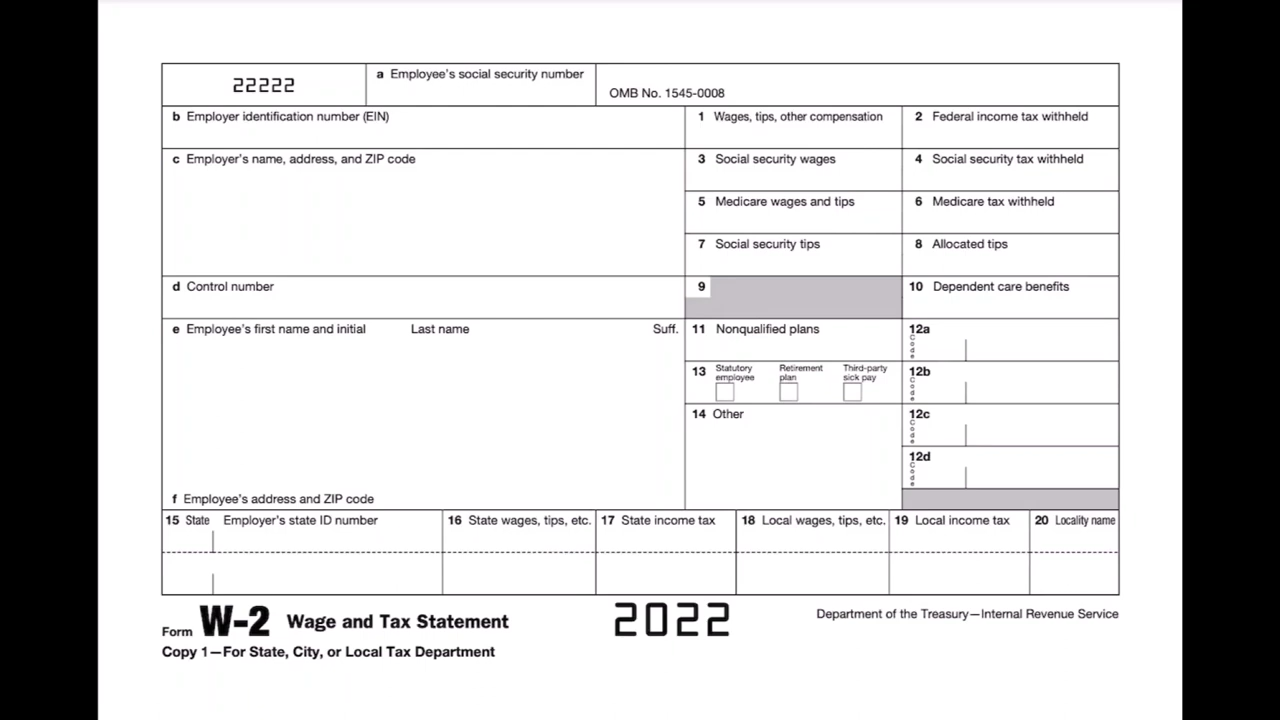 22222
a Employee's social security number
OMB No. 1545-0008
b Employer identification number (EIN)
1 Wages, tips, other compensation
2 Federal income tax withheld
c Employer's name, address, and ZIP code
3 Social security wages
4 Social security tax withheld
5 Medicare wages and tips
6 Medicare tax withheld
7 Social security tips
8 Allocated tips
d Control number
9
10 Dependent care benefits
e Employee's first name and initial
Last name
Suff.
11 Nonqualified plans
12a
Code
13
Statutory
employee
Retirement
plan
Third-party
sick pay
12b
Code
14 Other
12c
Code
12d
Code
f Employee's address and ZIP code
15 State
Employer's state ID number
16 State wages, tips, etc.
17 State income tax
18 Local wages, tips, etc.
19 Local income tax
20 Locality name
Form W-2 Wage and Tax Statement
2022
Department of the Treasury—Internal Revenue Service
Copy 1—For State, City, or Local Tax Department